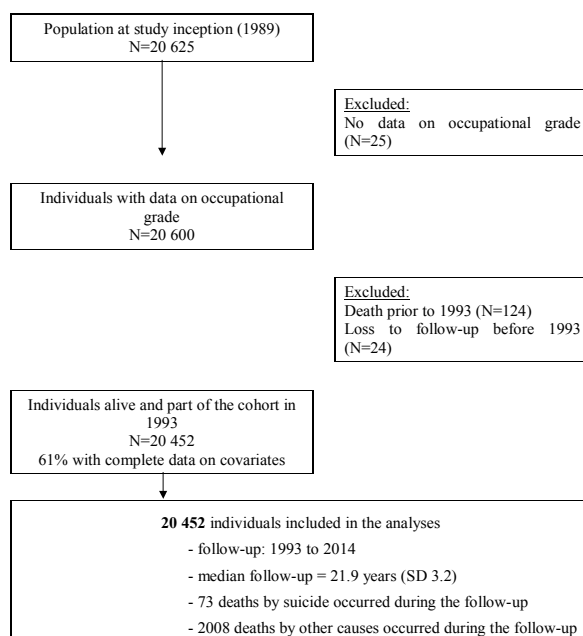 Population at study inception (1989)
N=20 625
Excluded:
No data on occupational grade
(N=25)
Individuals with data on occupational
grade
N=20 600
Excluded:
Death prior to 1993 (N=124)
Loss to follow-up before 1993
(N=24)
Individuals alive and part of the cohort in
1993
N=20 452
61% with complete data on covariates
20 452 individuals included in the analyses
- follow-up: 1993 to 2014
- median follow-up = 21.9 years (SD 3.2)
- 73 deaths by suicide occurred during the follow-up
- 2008 deaths by other causes occurred during the follow-up